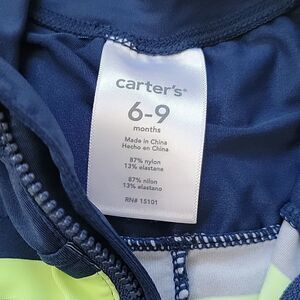 carter's®
6-9
months
Made in China
Hecho en China
87% nylon
13% elastane
87% nilon
13% elastano
RN# 15101